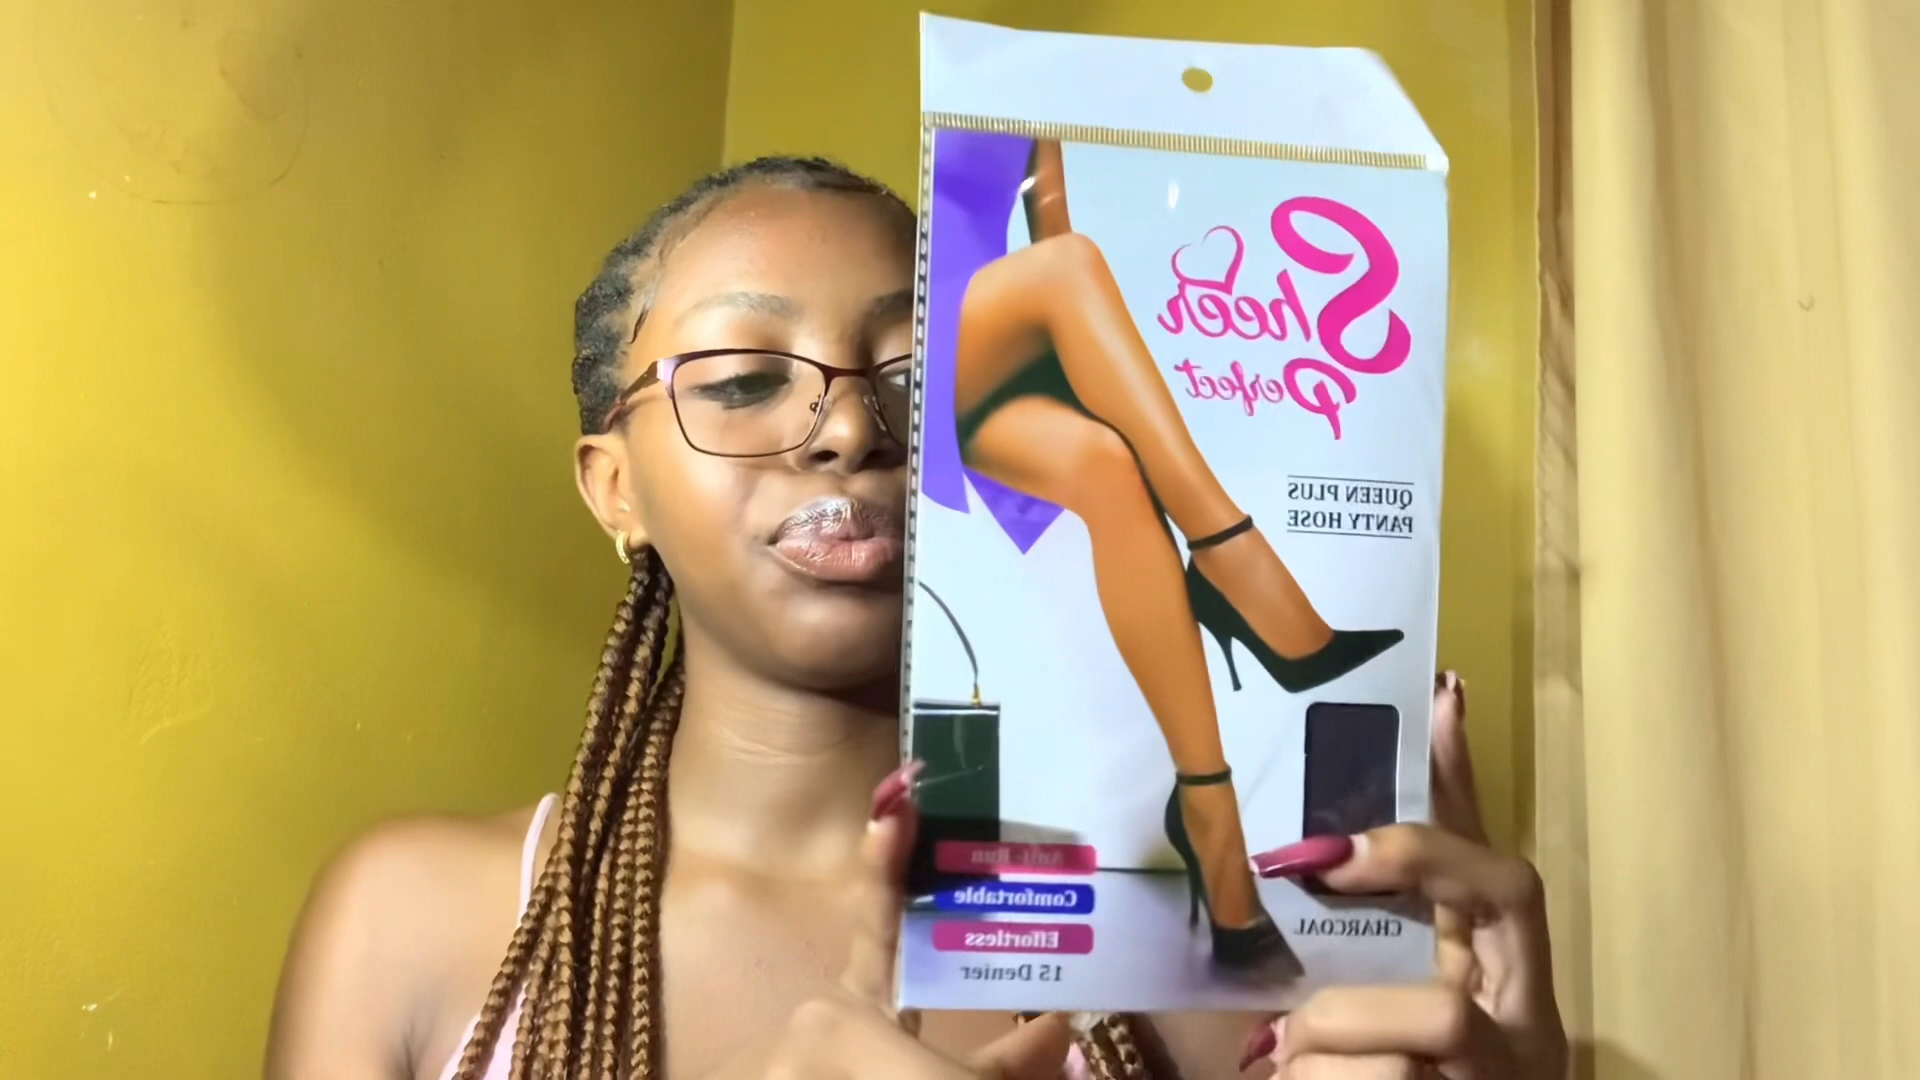 Sheer
Perfect
QUEEN PLUS
PANTY HOSE
Anti-Run
Comfortable
Effortless
15 Denier
CHARCOAL